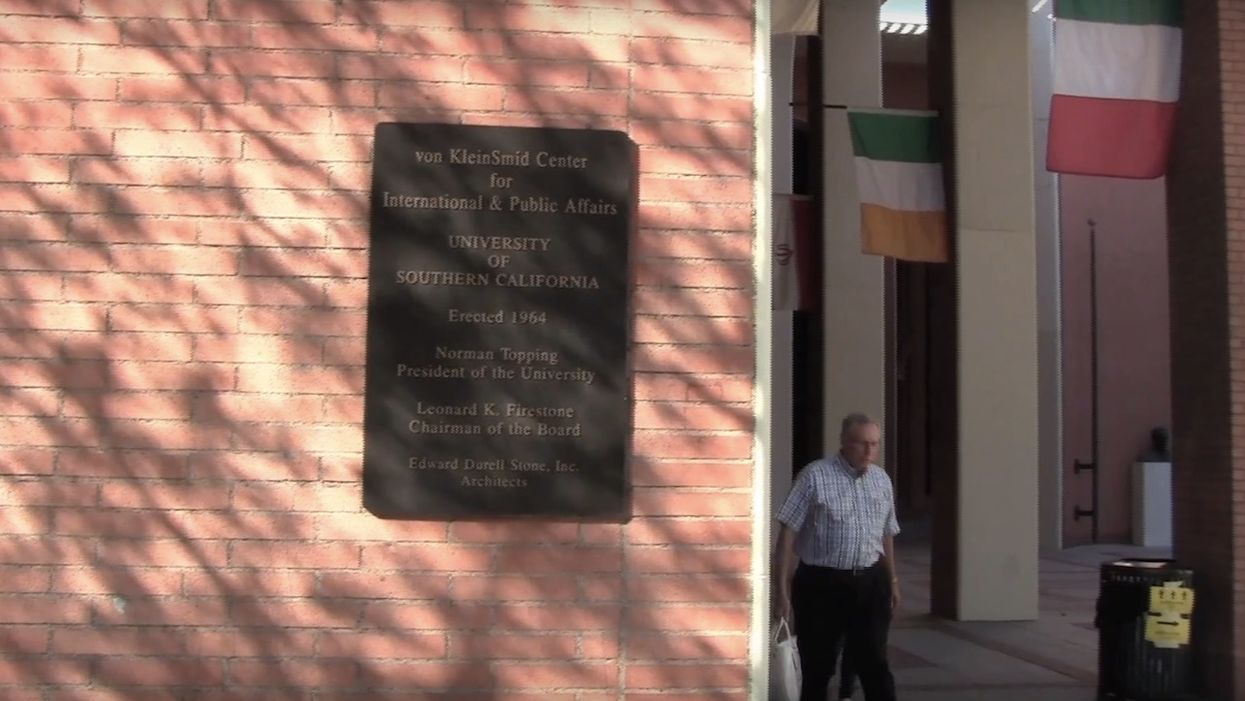 von KleinSmid Center
for
International & Public Affairs
UNIVERSITY
OF
SOUTHERN CALIFORNIA
Erected 1964
Norman Topping
President of the University
Leonard K. Firestone
Chairman of the Board
Edward Durell Stone, Inc.
Architects